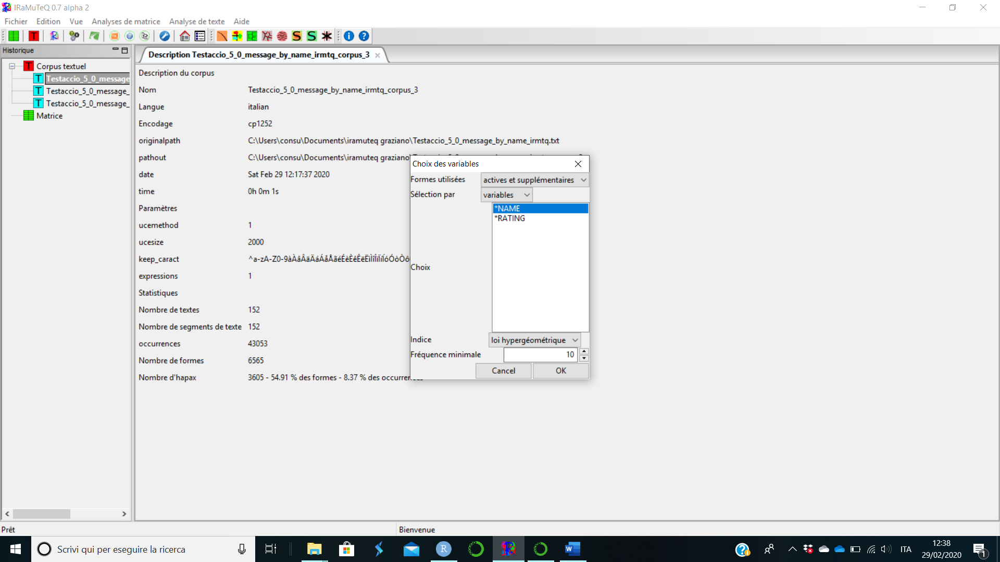 IRaMuTeQ 0.7 alpha 2
Fichier Edition Vue Analyses de matrice Analyse de texte Aide
Historique
Corpus textuel
Testaccio_5_0_message
Testaccio_5_0_message_
Testaccio_5_0_message_
Matrice
Description Testaccio_5_0_message_by_name_irmtq_corpus_3
Description du corpus
Nom Testaccio_5_0_message_by_name_irmtq_corpus_3
Langue italian
Encodage cp1252
originalpath C:\Users\consu\Documents\iramuteq graziano\Testaccio_5_0_message_by_name_irmtq.txt
pathout C:\Users\consu\Documents\iramuteq graziano
date Sat Feb 29 12:17:37 2020
time 0h 0m 1s
Paramètres
ucemethod 1
ucesize 2000
keep_caract ^a-zA-Z0-9àÀâÂäÄáÁåÅãéÉèÈêÊëËìÌîÎïÏíÍóÓòÒô
expressions 1
Statistiques
Nombre de textes 152
Nombre de segments de texte 152
occurrences 43053
Nombre de formes 6565
Nombre d'hapax 3605 - 54.91 % des formes - 8.37 % des occurrences
Choix des variables
Formes utilisées actives et supplémentaires
Sélection par variables
*NAME
*RATING
Choix
Indice loi hypergéométrique
Fréquence minimale 10
Cancel OK
Prêt Bienvenue
Scrivi qui per eseguire la ricerca
ITA
12:38
29/02/2020
1